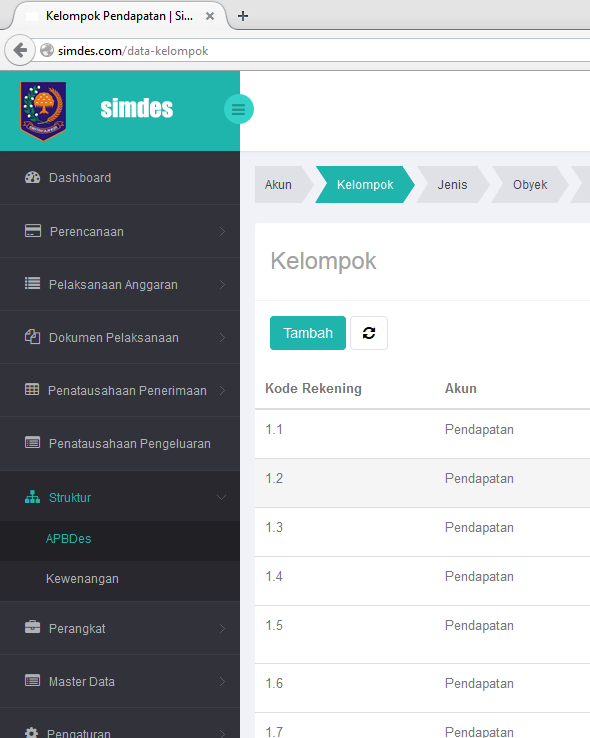 Kelompok Pendapatan | Si...
simdes.com/data-kelompok
simdes
Dashboard
Perencanaan
Pelaksanaan Anggaran
Dokumen Pelaksanaan
Penatausahaan Penerimaan
Penatausahaan Pengeluaran
Struktur
APBDes
Kewenangan
Perangkat
Master Data
Pengaturan
Akun Kelompok Jenis Obyek
Kelompok
Tambah
Kode Rekening Akun
1.1 Pendapatan
1.2 Pendapatan
1.3 Pendapatan
1.4 Pendapatan
1.5 Pendapatan
1.6 Pendapatan
1.7 Pendapatan